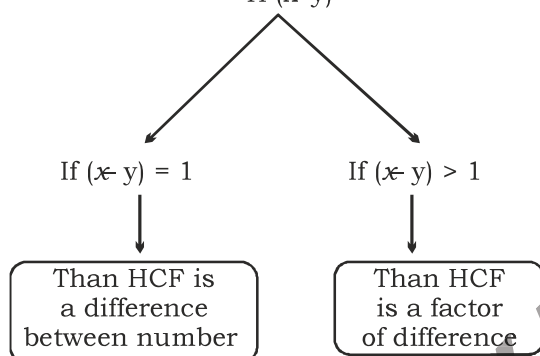 If (x– y) = 1
If (x– y) > 1
Than HCF is
a difference
between number
Than HCF
is a factor
of difference